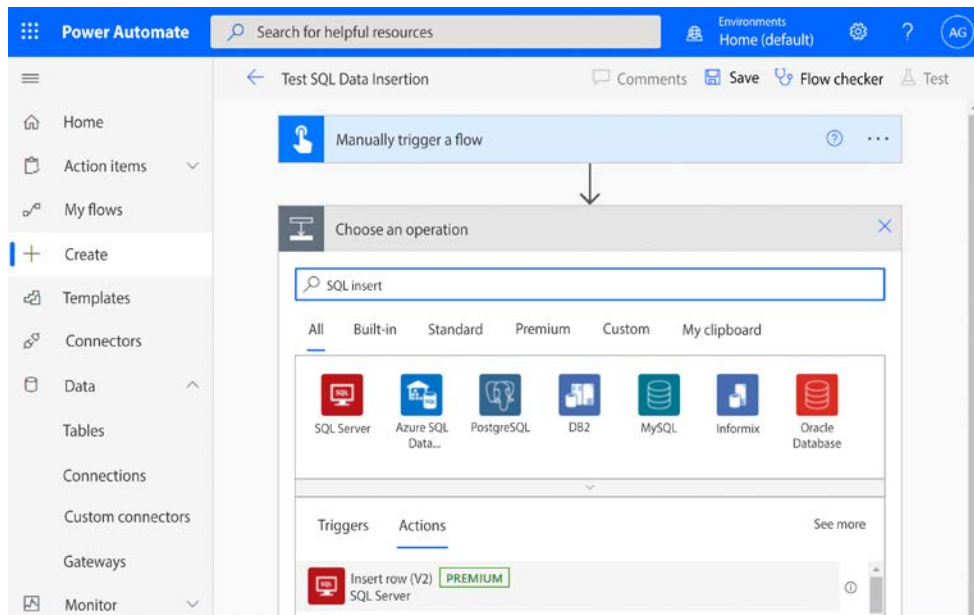 Power Automate
Search for helpful resources
Environments
Home (default)
?
AG
Test SQL Data Insertion
Comments
Save
Flow checker
Test
Home
Action items
My flows
Create
Templates
Connectors
Data
Tables
Connections
Custom connectors
Gateways
Monitor
Manually trigger a flow
?
...
Choose an operation
SQL insert
All
Built-in
Standard
Premium
Custom
My clipboard
SQL
SQL Server
Azure SQL
Data...
PostgreSQL
DB2
MySQL
Informix
Oracle
Database
Triggers
Actions
See more
SQL
Insert row (V2) PREMIUM
SQL Server